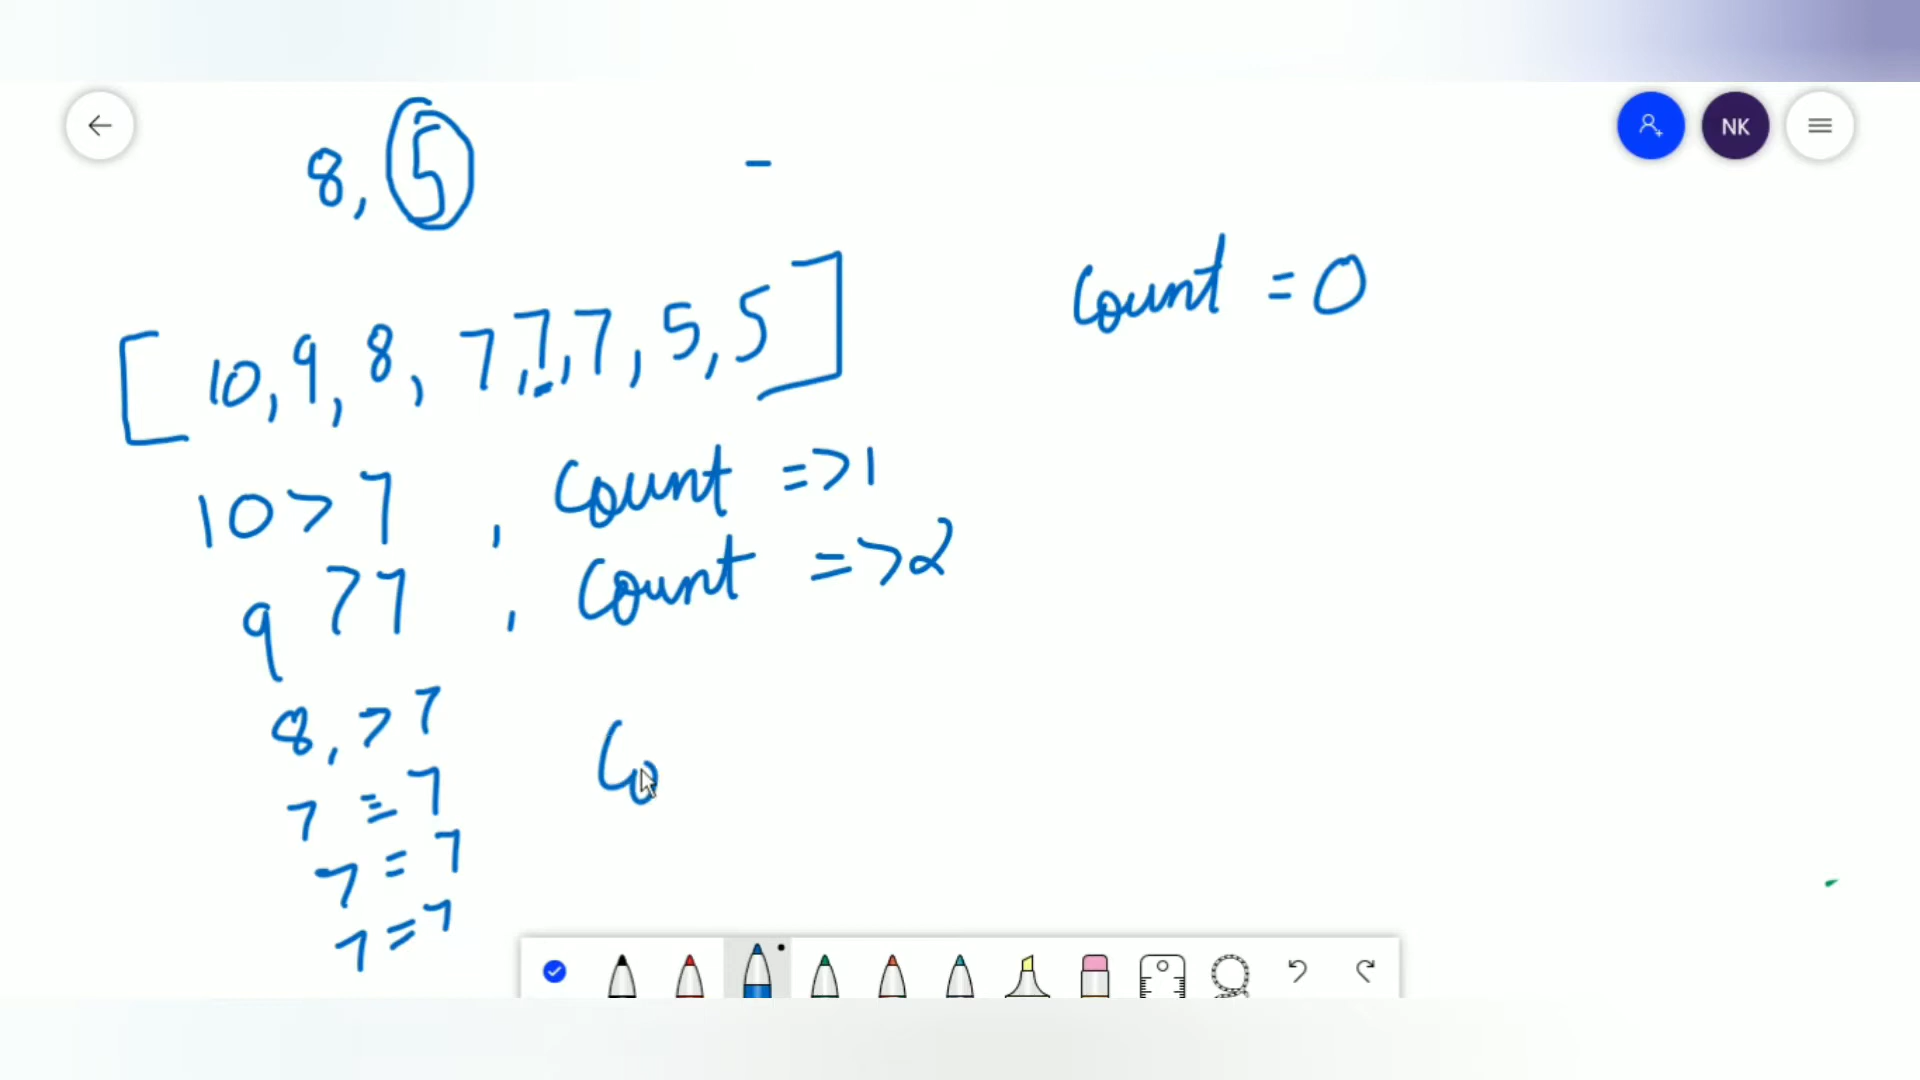 NK
8, 5 -
Count = 0
[10, 9, 8, 7, 7, 7, 5, 5]
10 > 7 , Count => 1
9 > 7 , Count => 2
8, > 7 Co
7 = 7
7 = 7
7 = 7